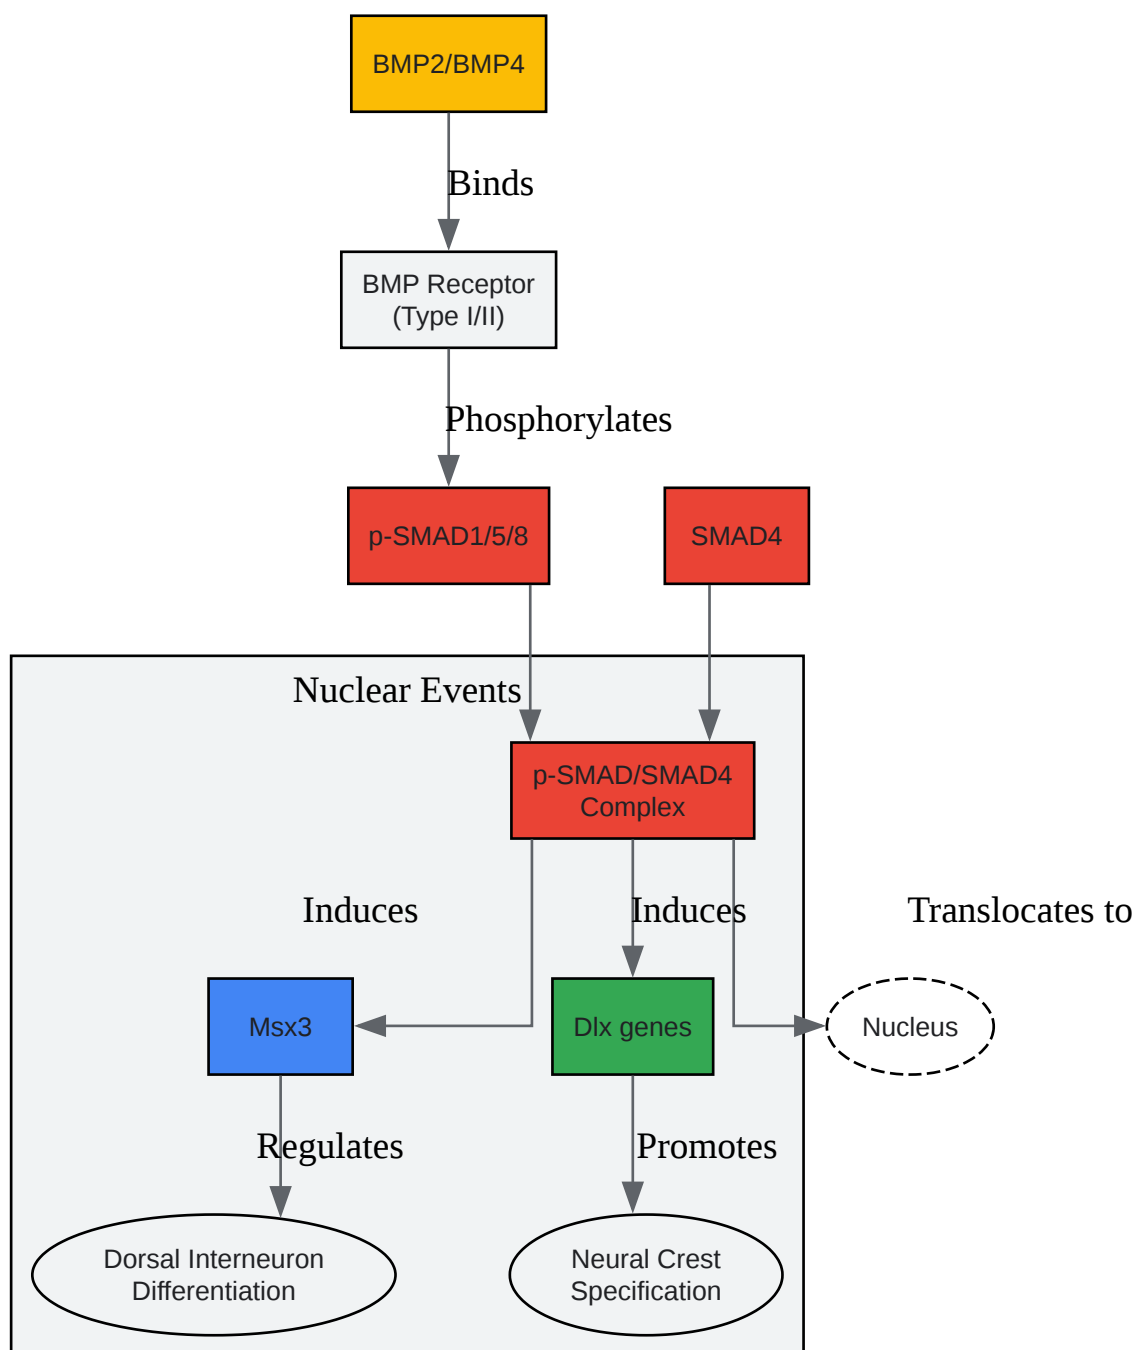 BMP2/BMP4
Binds
BMP Receptor
(Type I/II)
Phosphorylates
p-SMAD1/5/8
SMAD4
Nuclear Events
p-SMAD/SMAD4
Complex
Induces
Induces
Translocates to
Msx3
Dlx genes
Nucleus
Regulates
Promotes
Dorsal Interneuron
Differentiation
Neural Crest
Specification